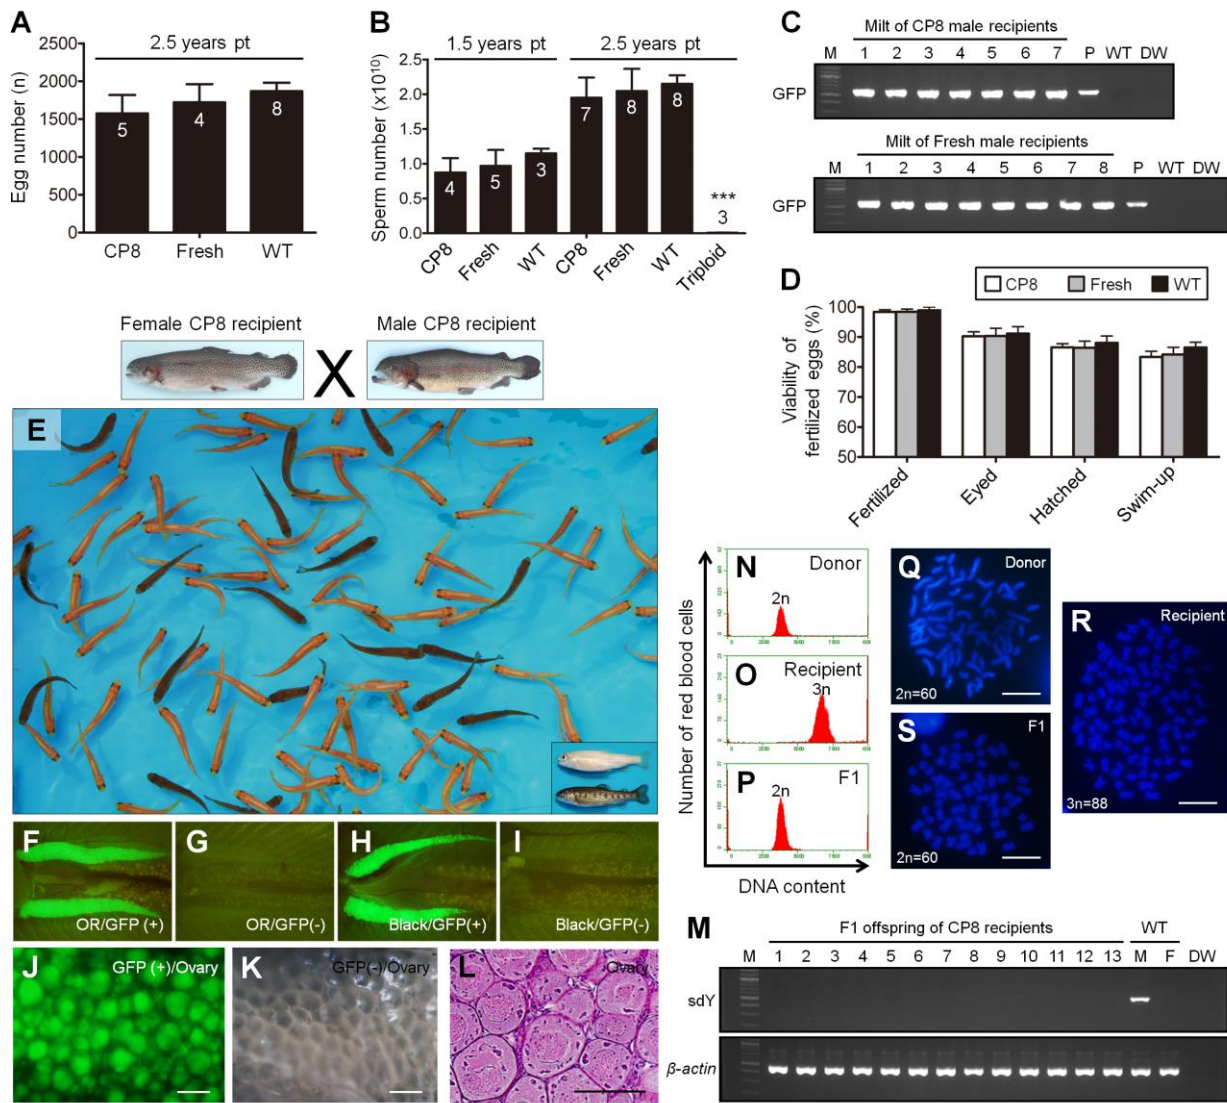 A
2.5 years pt
Egg number (n)
2500
2000
1500
1000
500
0
5
4
8
CP8
Fresh
WT
B
1.5 years pt
2.5 years pt
Sperm number (x10¹⁰)
2.5
2.0
1.5
1.0
0.5
0.0
4
5
3
7
8
8
***
3
CP8
Fresh
WT
CP8
Fresh
WT
Triploid
C
Milt of CP8 male recipients
M 1 2 3 4 5 6 7 P WT DW
GFP
Milt of Fresh male recipients
M 1 2 3 4 5 6 7 8 P WT DW
GFP
D
CP8 Fresh WT
Viability of
fertilized eggs (%)
100
90
80
70
60
50
Fertilized
Eyed
Hatched
Swim-up
Female CP8 recipient
Male CP8 recipient
X
E
F
OR/GFP (+)
G
OR/GFP(-)
H
Black/GFP(+)
I
Black/GFP(-)
J
GFP (+)/Ovary
K
GFP(-)/Ovary
L
Ovary
Number of red blood cells
N
Donor
2n
O
Recipient
3n
P
F1
2n
DNA content
Q
Donor
2n=60
R
Recipient
3n=88
S
F1
2n=60
M
F1 offspring of CP8 recipients
WT
M 1 2 3 4 5 6 7 8 9 10 11 12 13 M F DW
sdY
β-actin